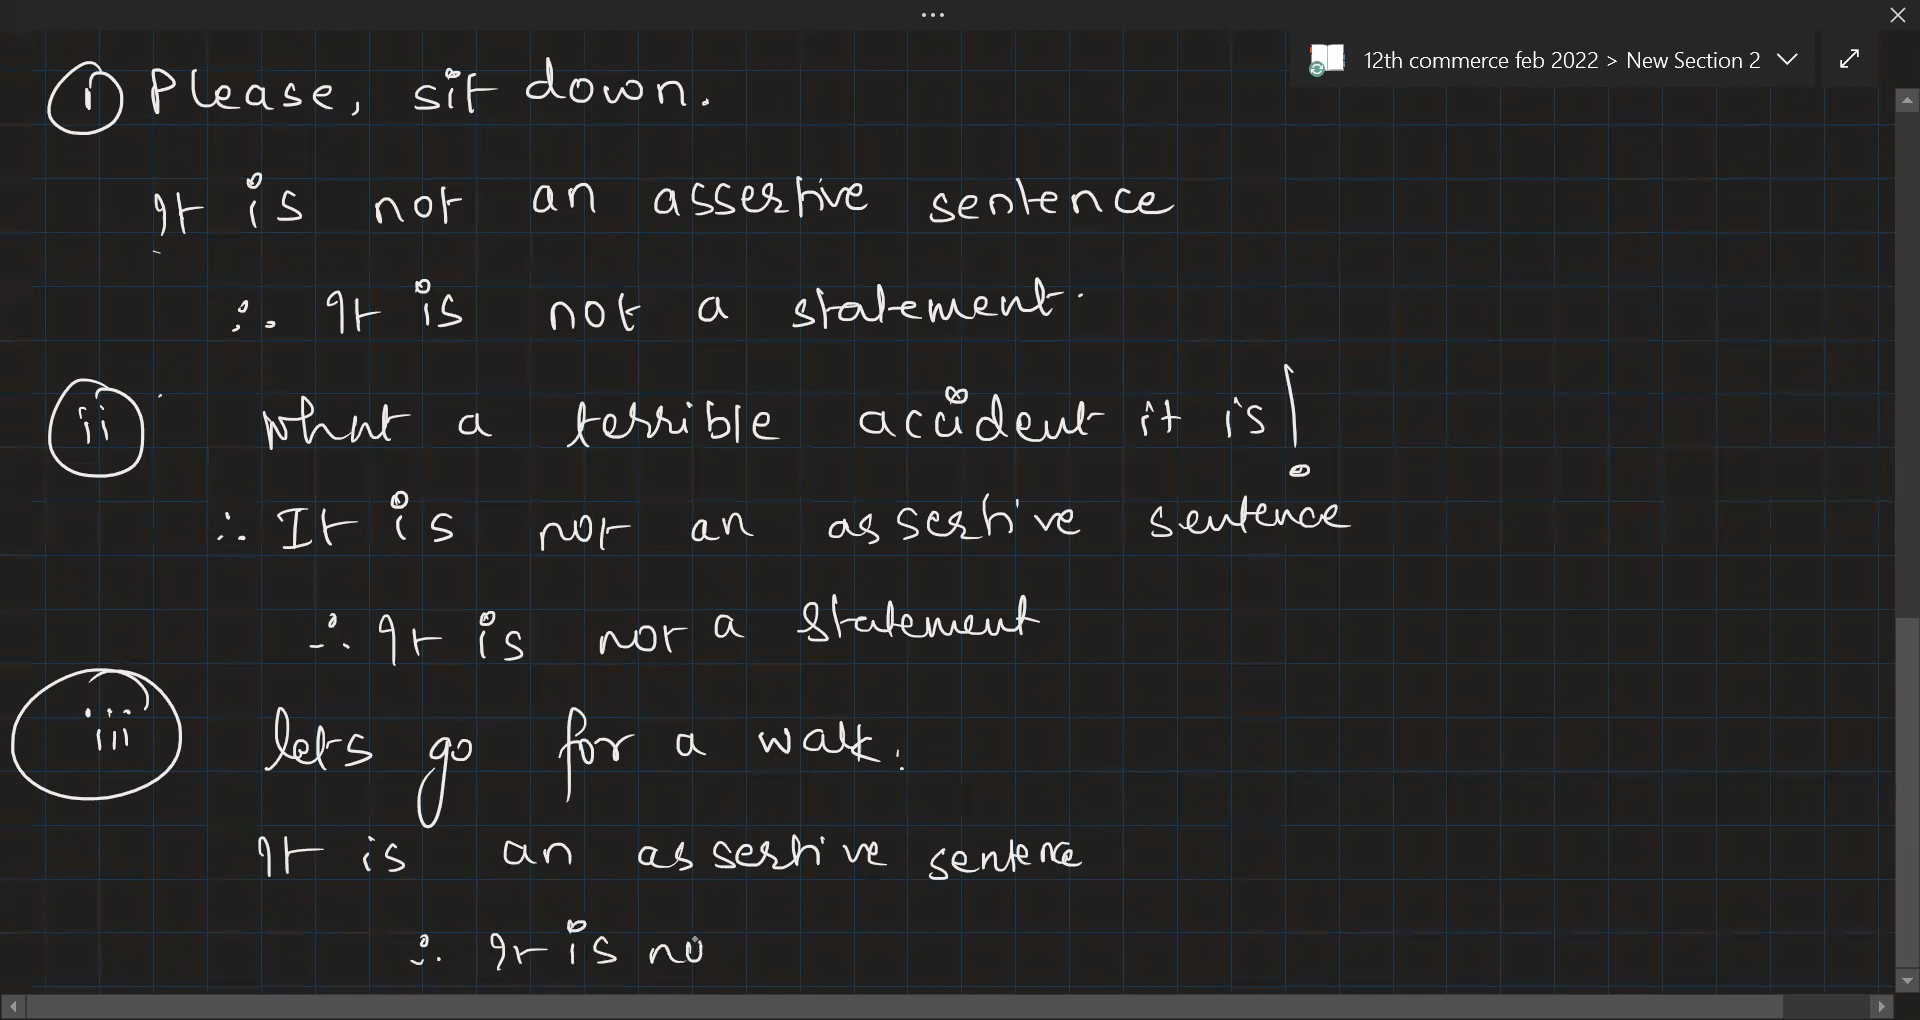 12th commerce feb 2022 > New Section 2
i Please, sit down.
It is not an assertive sentence
∴ It is not a statement.
ii What a terrible accident it is!
∴ It is not an assertive sentence
∴ It is not a statement
iii let's go for a walk.
It is an assertive sentence
∴ It is no